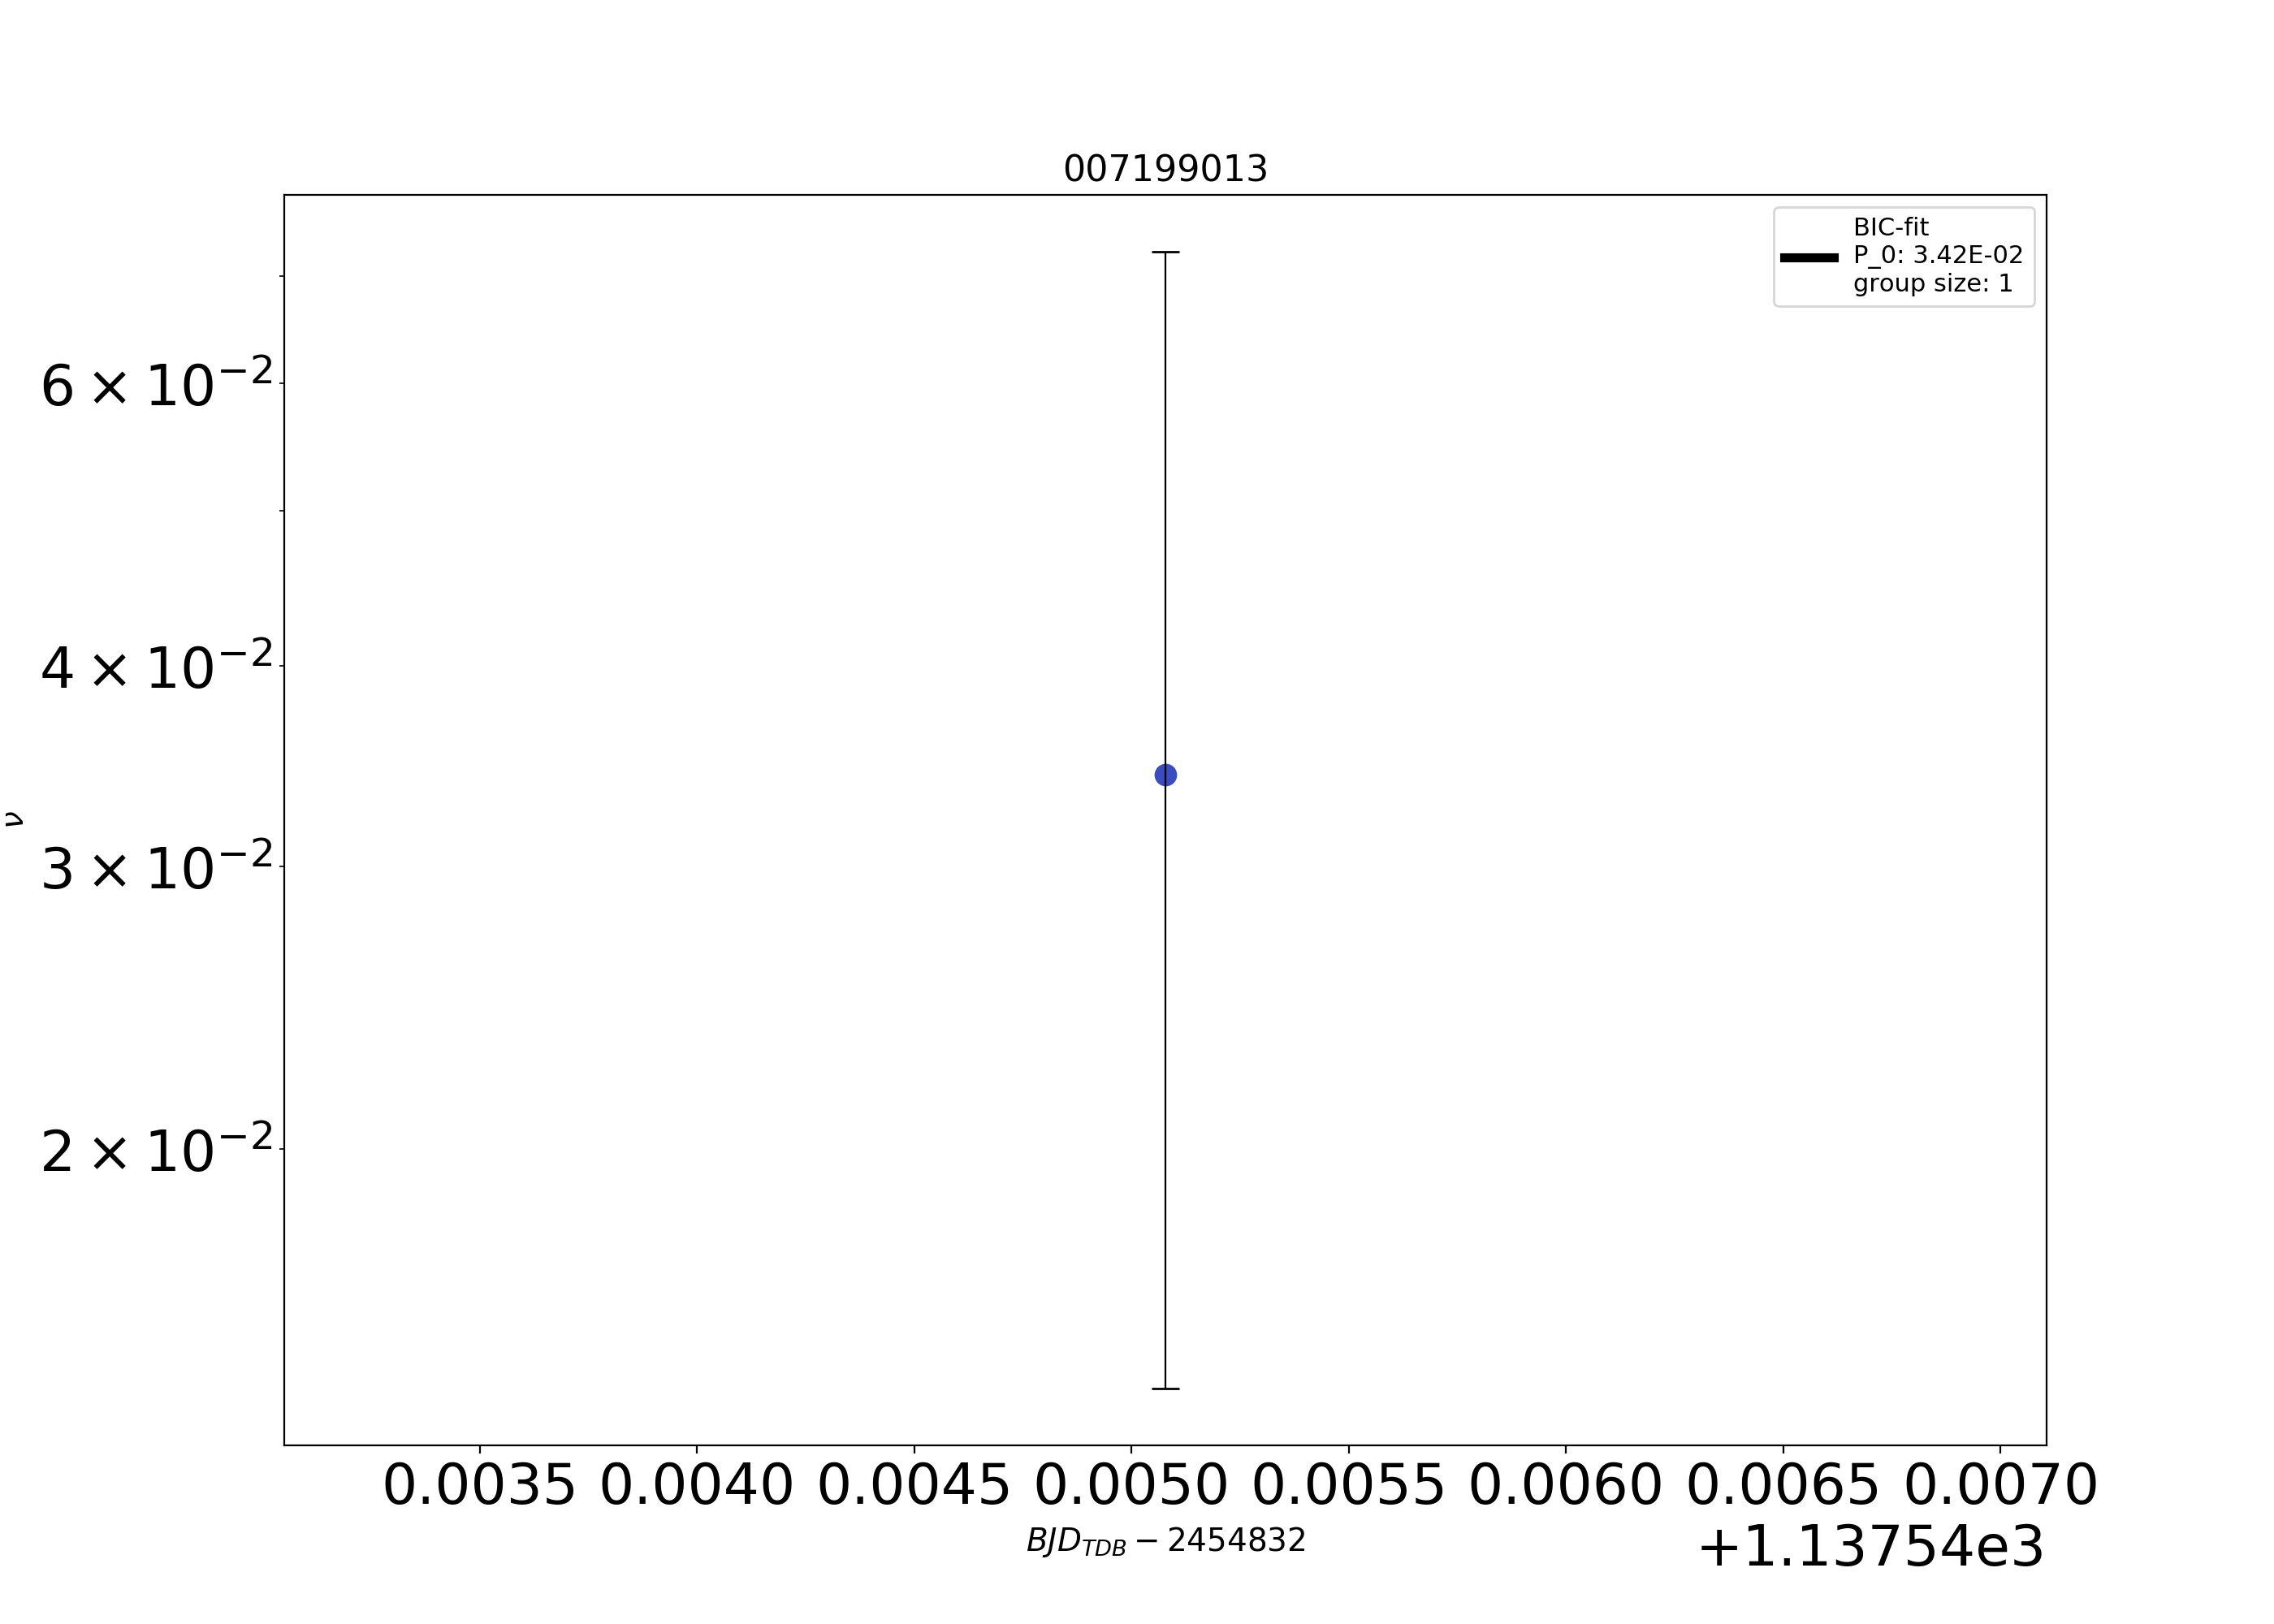 007199013
BIC-fit
P_0: 3.42E-02
group size: 1
6 × 10⁻²
4 × 10⁻²
3 × 10⁻²
2 × 10⁻²
ν
0.0035 0.0040 0.0045 0.0050 0.0055 0.0060 0.0065 0.0070
BJD_TDB − 2454832
+1.13754e3